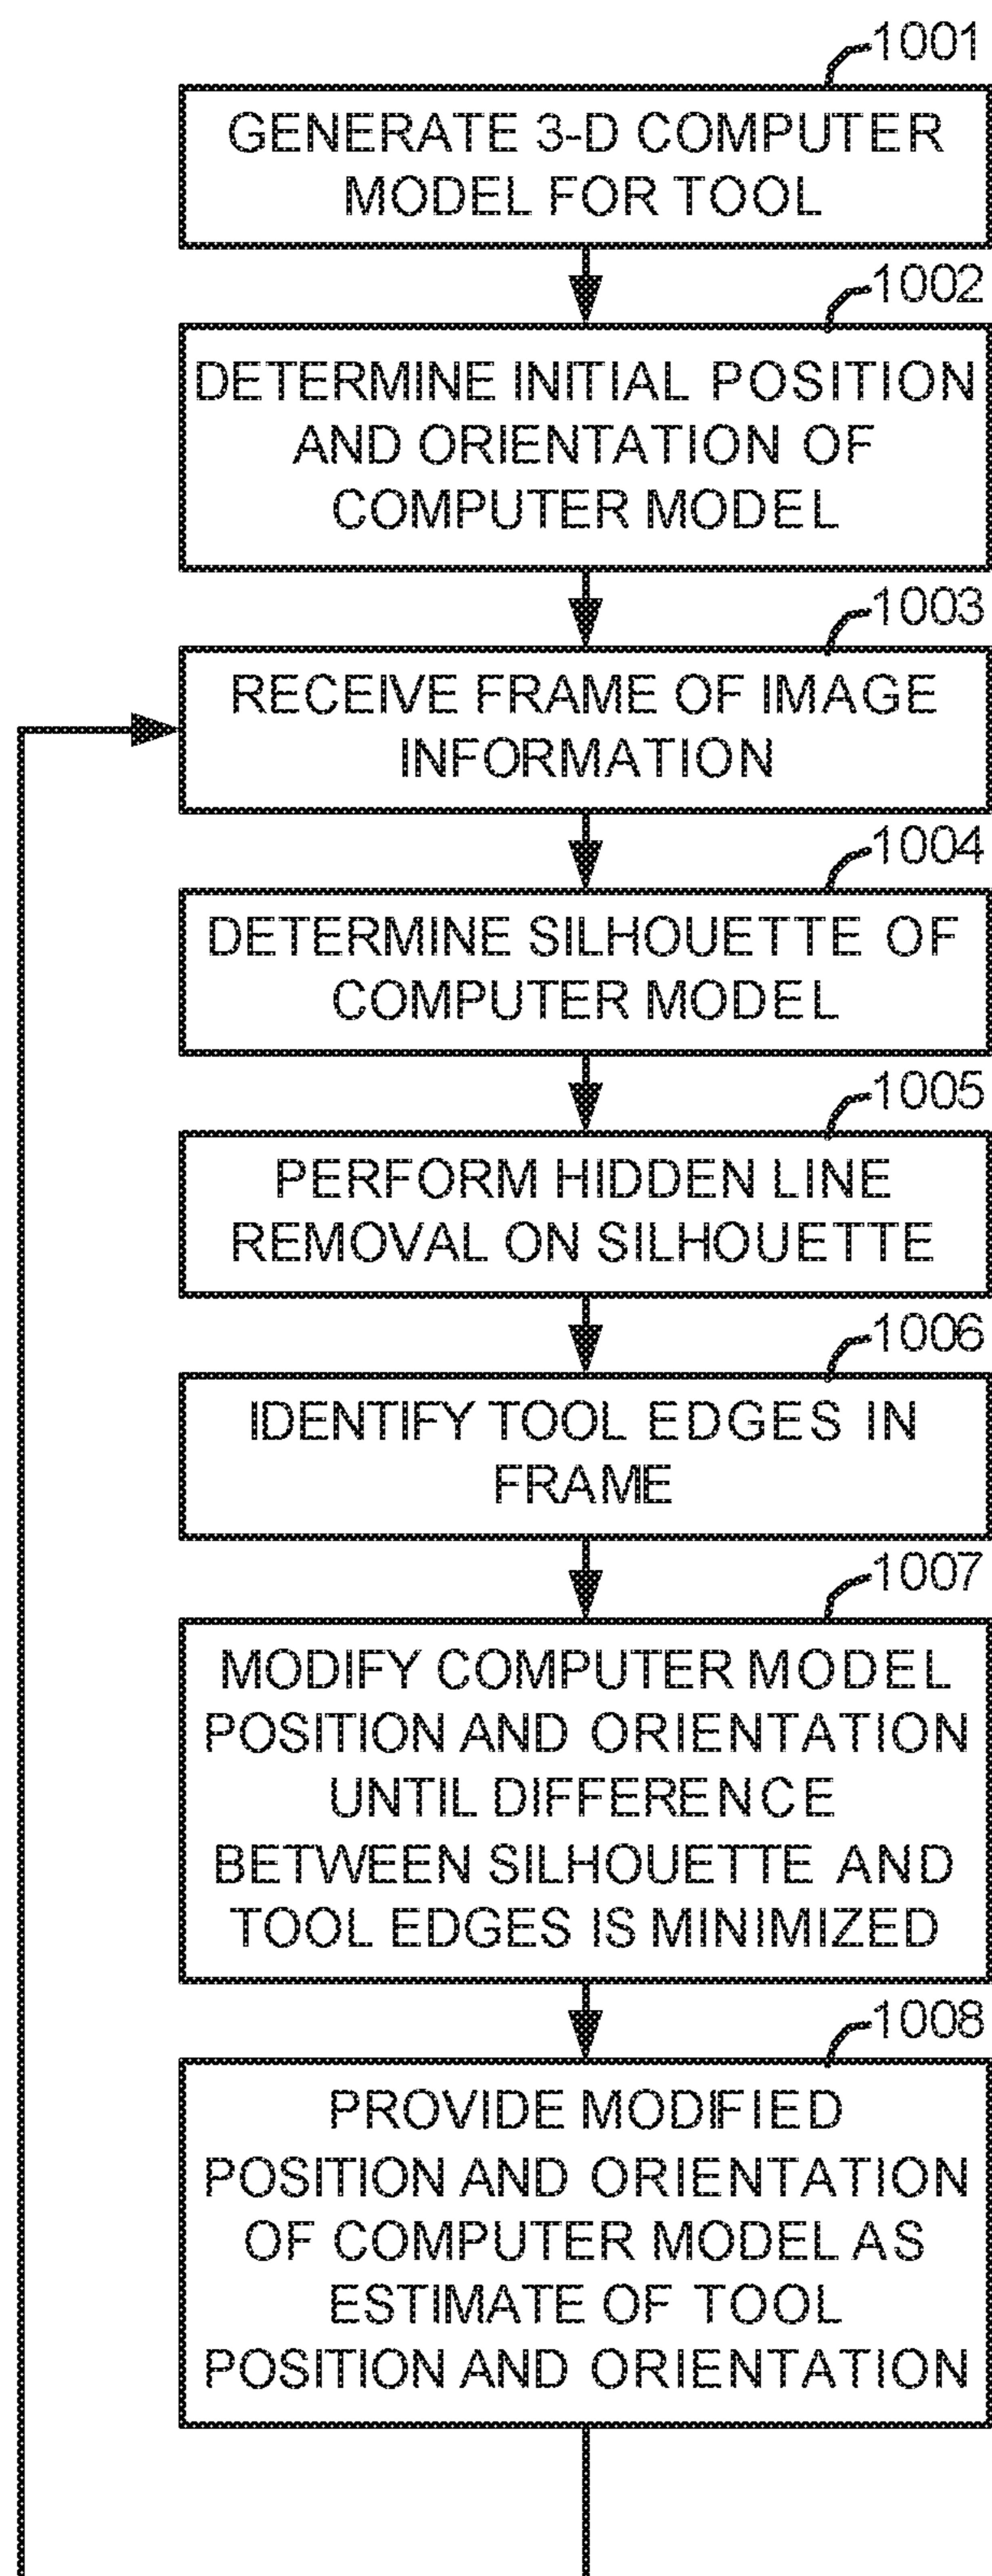 1001
GENERATE 3-D COMPUTER
MODEL FOR TOOL
1002
DETERMINE INITIAL POSITION
AND ORIENTATION OF
COMPUTER MODEL
1003
RECEIVE FRAME OF IMAGE
INFORMATION
1004
DETERMINE SILHOUETTE OF
COMPUTER MODEL
1005
PERFORM HIDDEN LINE
REMOVAL ON SILHOUETTE
1006
IDENTIFY TOOL EDGES IN
FRAME
1007
MODIFY COMPUTER MODEL
POSITION AND ORIENTATION
UNTIL DIFFERENCE
BETWEEN SILHOUETTE AND
TOOL EDGES IS MINIMIZED
1008
PROVIDE MODIFIED
POSITION AND ORIENTATION
OF COMPUTER MODEL AS
ESTIMATE OF TOOL
POSITION AND ORIENTATION